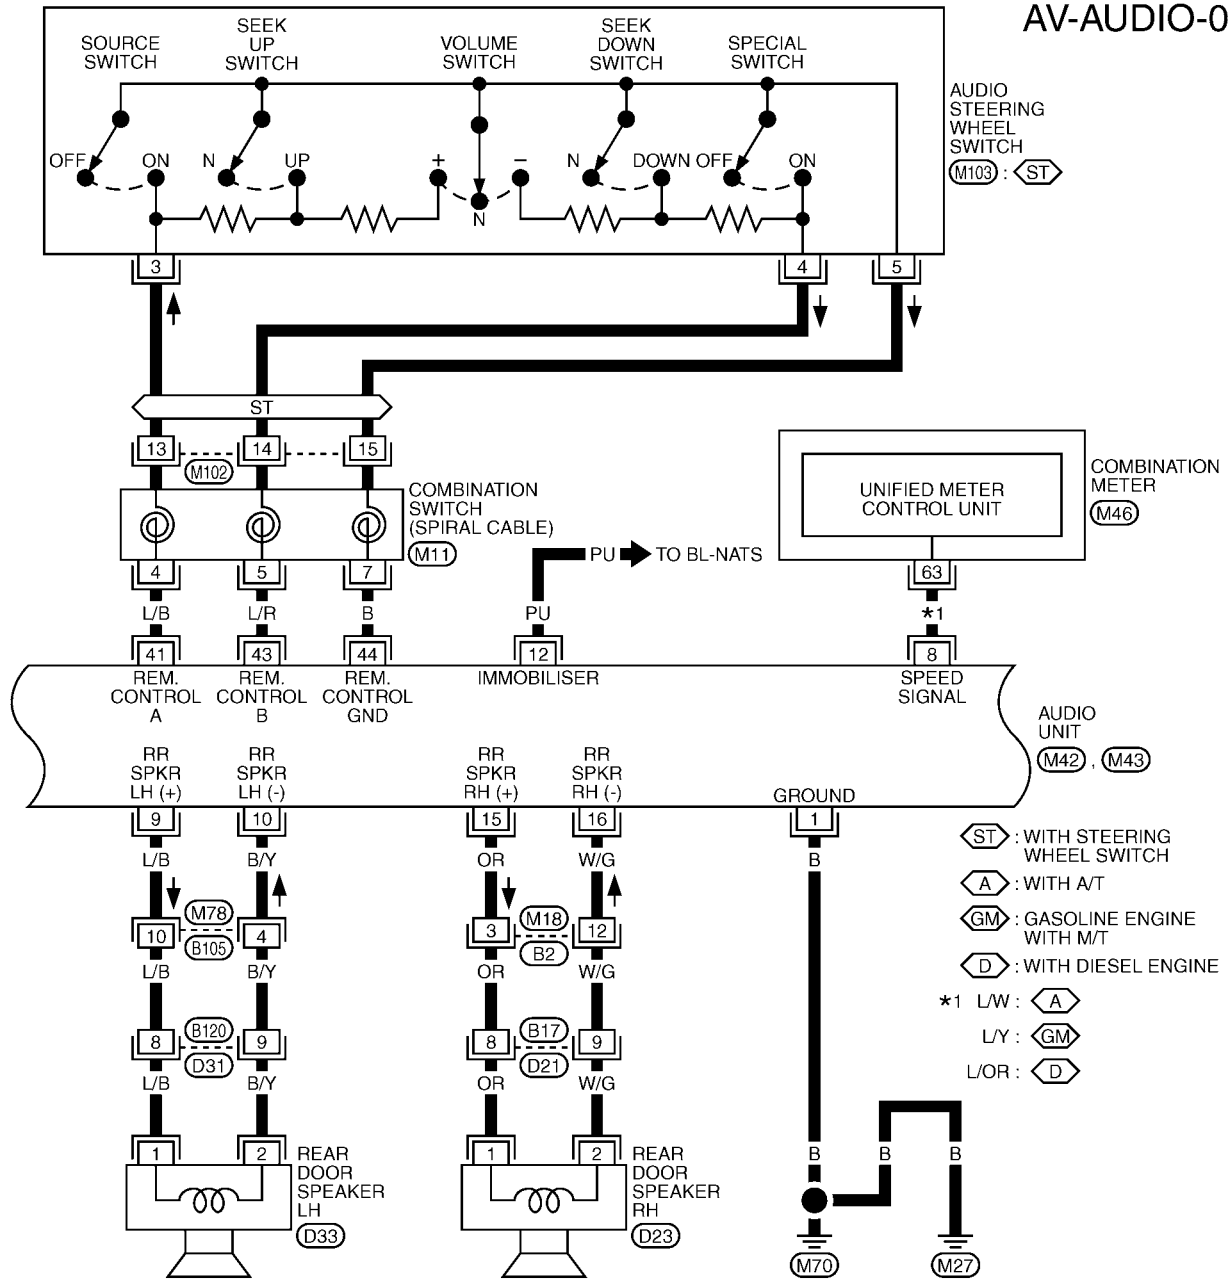 AV-AUDIO-0
SOURCE
SWITCH
SEEK
UP
SWITCH
VOLUME
SWITCH
SEEK
DOWN
SWITCH
SPECIAL
SWITCH
AUDIO
STEERING
WHEEL
SWITCH
M103 : ST
OFF ON N UP + − N DOWN OFF ON
N
3 4 5
ST
13 14 15
M102
COMBINATION
SWITCH
(SPIRAL CABLE)
M11
COMBINATION
METER
M46
UNIFIED METER
CONTROL UNIT
PU TO BL-NATS
4 5 7 63
L/B L/R B PU *1
41 43 44 12 8
REM.
CONTROL
A
REM.
CONTROL
B
REM.
CONTROL
GND
IMMOBILISER
SPEED
SIGNAL
AUDIO
UNIT
M42 , M43
RR
SPKR
LH (+)
RR
SPKR
LH (-)
RR
SPKR
RH (+)
RR
SPKR
RH (-)
GROUND
9 10 15 16 1
L/B B/Y OR W/G B
ST : WITH STEERING
WHEEL SWITCH
A : WITH A/T
GM : GASOLINE ENGINE
WITH M/T
D : WITH DIESEL ENGINE
*1 L/W : A
L/Y : GM
L/OR : D
M78 M18
10 4 3 12
B105 B2
L/B B/Y OR W/G
B120 B17
8 9 8 9
D31 D21
L/B B/Y OR W/G
1 2 1 2
B B B
REAR
DOOR
SPEAKER
LH
D33
REAR
DOOR
SPEAKER
RH
D23
M70 M27